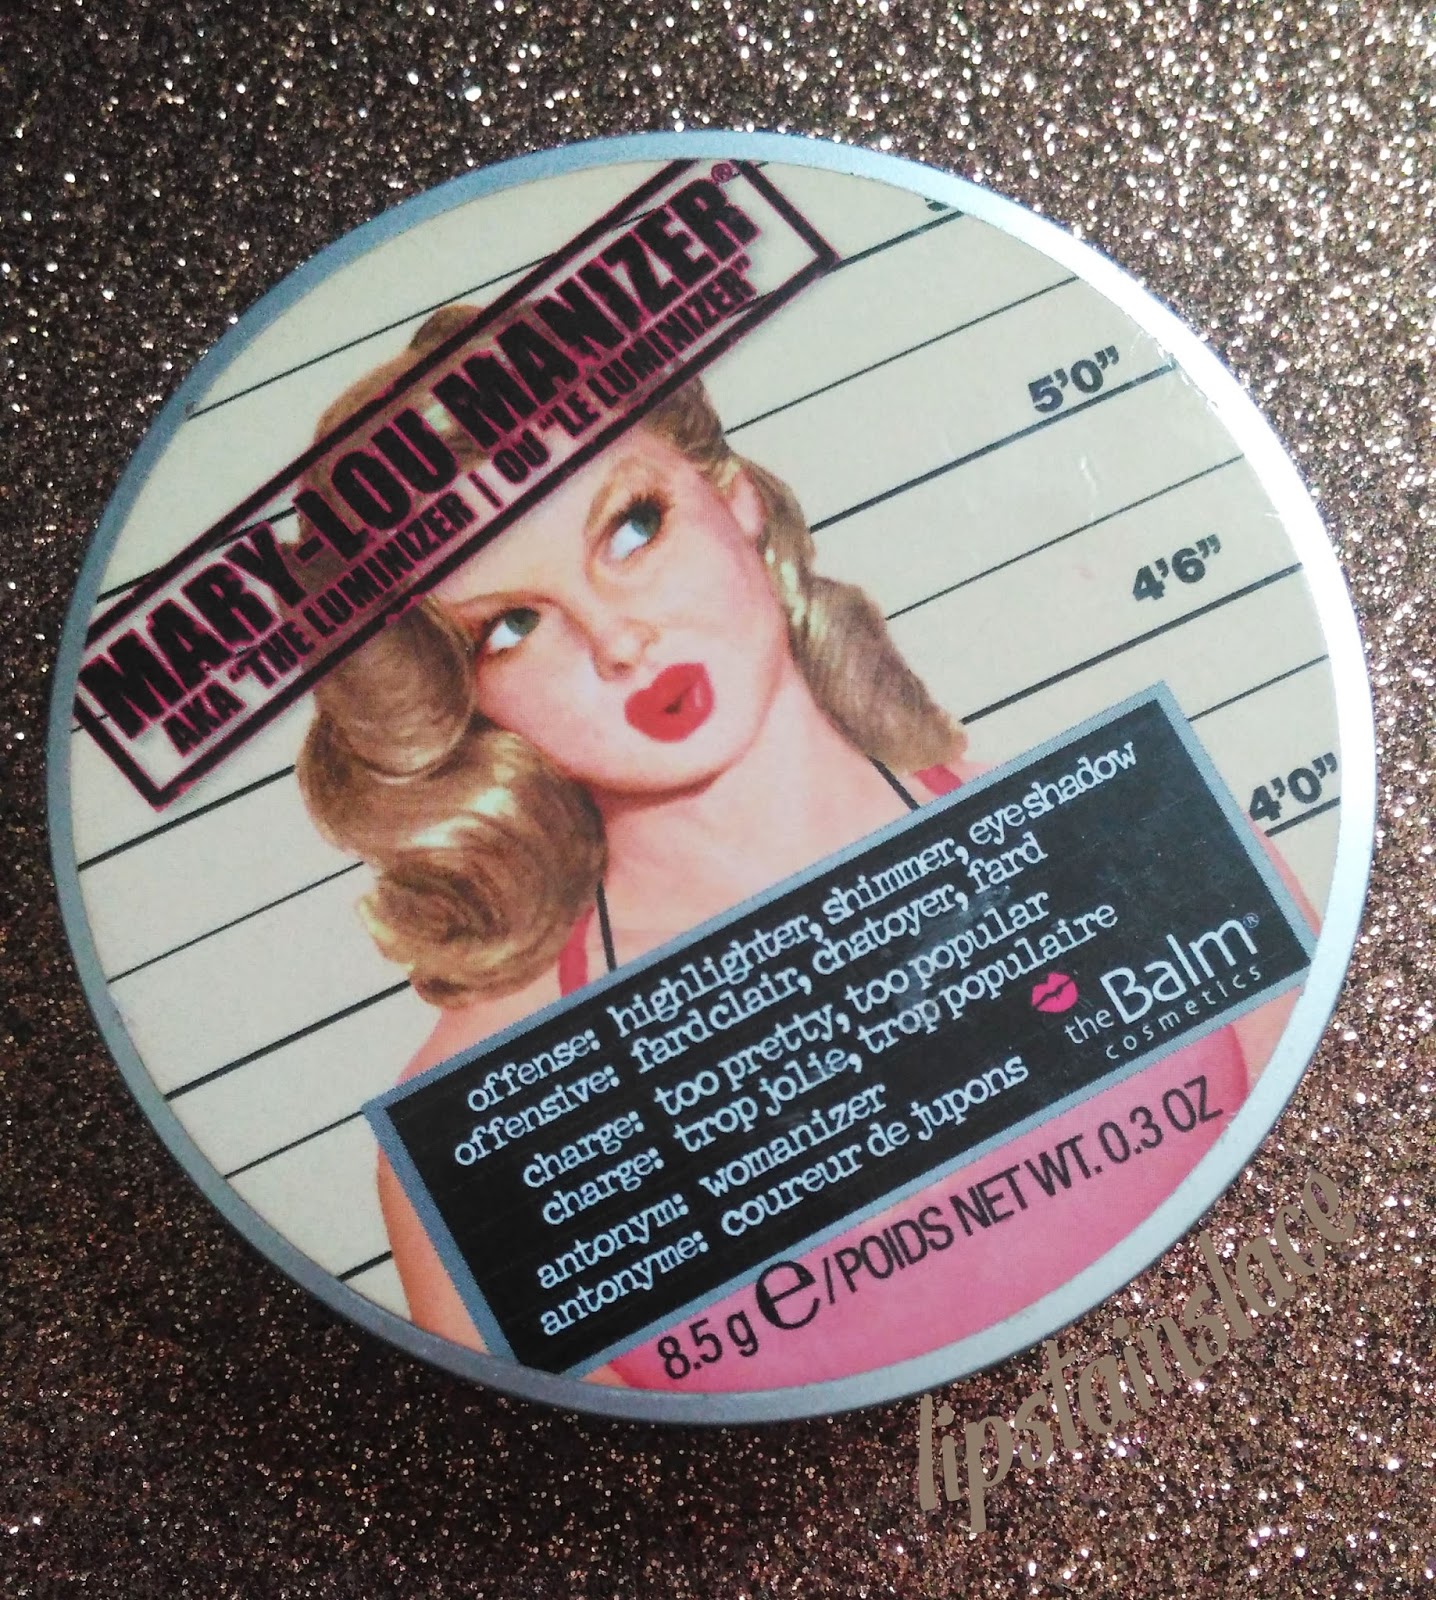 MARY-LOU MANIZER®
AKA "THE LUMINIZER | OU "LE LUMINIZER"
5'0"
4'6"
4'0"
offense: highlighter, shimmer, eyeshadow
offensive: fard clair, chatoyer, fard
charge: too pretty, too popular
charge: trop jolie, trop populaire
antonym: womanizer
antonyme: coureur de jupons
theBalm®
cosmetics
8.5 g e/POIDS NET WT. 0.3 OZ
lipstainslace